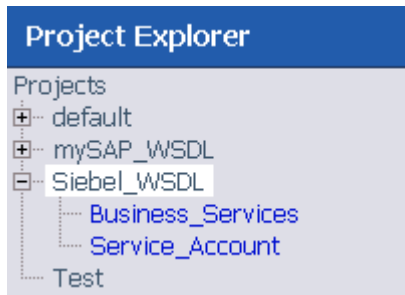 Project Explorer
Projects
default
mySAP_WSDL
Siebel_WSDL
Business_Services
Service_Account
Test